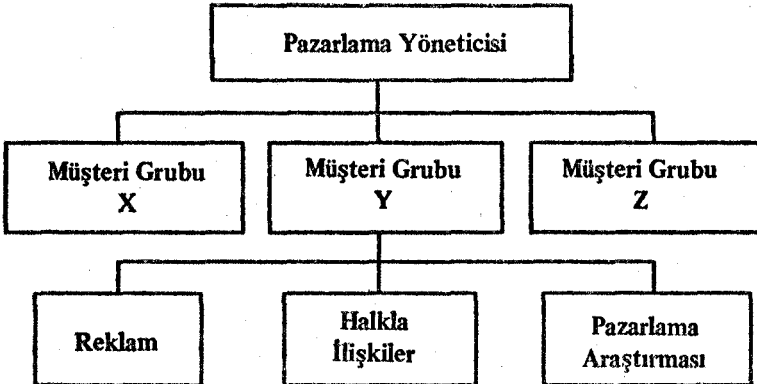 Pazarlama Yöneticisi
Müşteri Grubu
X
Müşteri Grubu
Y
Müşteri Grubu
Z
Reklam
Halkla
İlişkiler
Pazarlama
Araştırması